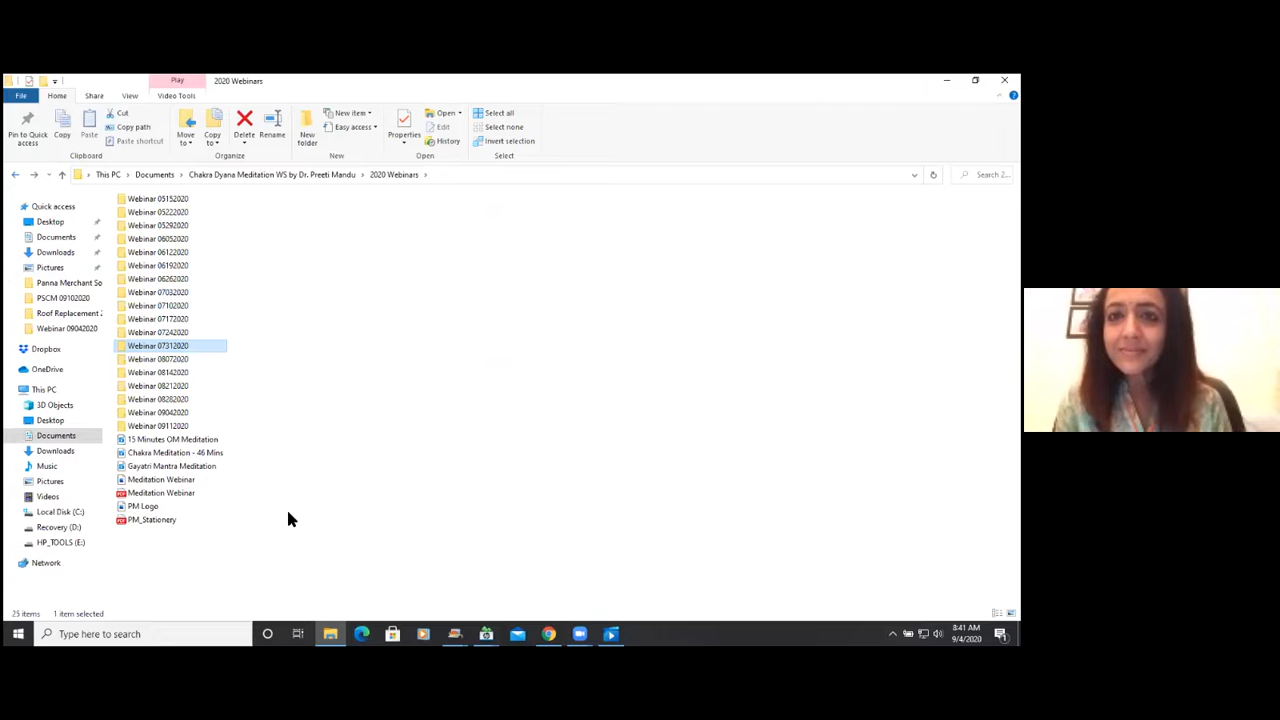 Play
2020 Webinars
File
Home
Share
View
Video Tools
Pin to Quick access
Copy
Paste
Cut
Copy path
Paste shortcut
Clipboard
Move to
Copy to
Delete
Rename
Organize
New folder
New item
Easy access
New
Properties
Open
Edit
History
Open
Select all
Select none
Invert selection
Select
This PC > Documents > Chakra Dyana Meditation WS by Dr. Preeti Mandu > 2020 Webinars >
Search 2...
Quick access
Desktop
Documents
Downloads
Pictures
Panna Merchant So
PSCM 09102020
Roof Replacement 2
Webinar 09042020
Dropbox
OneDrive
This PC
3D Objects
Desktop
Documents
Downloads
Music
Pictures
Videos
Local Disk (C:)
Recovery (D:)
HP_TOOLS (E:)
Network
Webinar 05152020
Webinar 05222020
Webinar 05292020
Webinar 06052020
Webinar 06122020
Webinar 06192020
Webinar 06262020
Webinar 07032020
Webinar 07102020
Webinar 07172020
Webinar 07242020
Webinar 07312020
Webinar 08072020
Webinar 08142020
Webinar 08212020
Webinar 08282020
Webinar 09042020
Webinar 09112020
15 Minutes OM Meditation
Chakra Meditation - 46 Mins
Gayatri Mantra Meditation
Meditation Webinar
Meditation Webinar
PM Logo
PM_Stationery
25 items
1 item selected
Type here to search
8:41 AM
9/4/2020